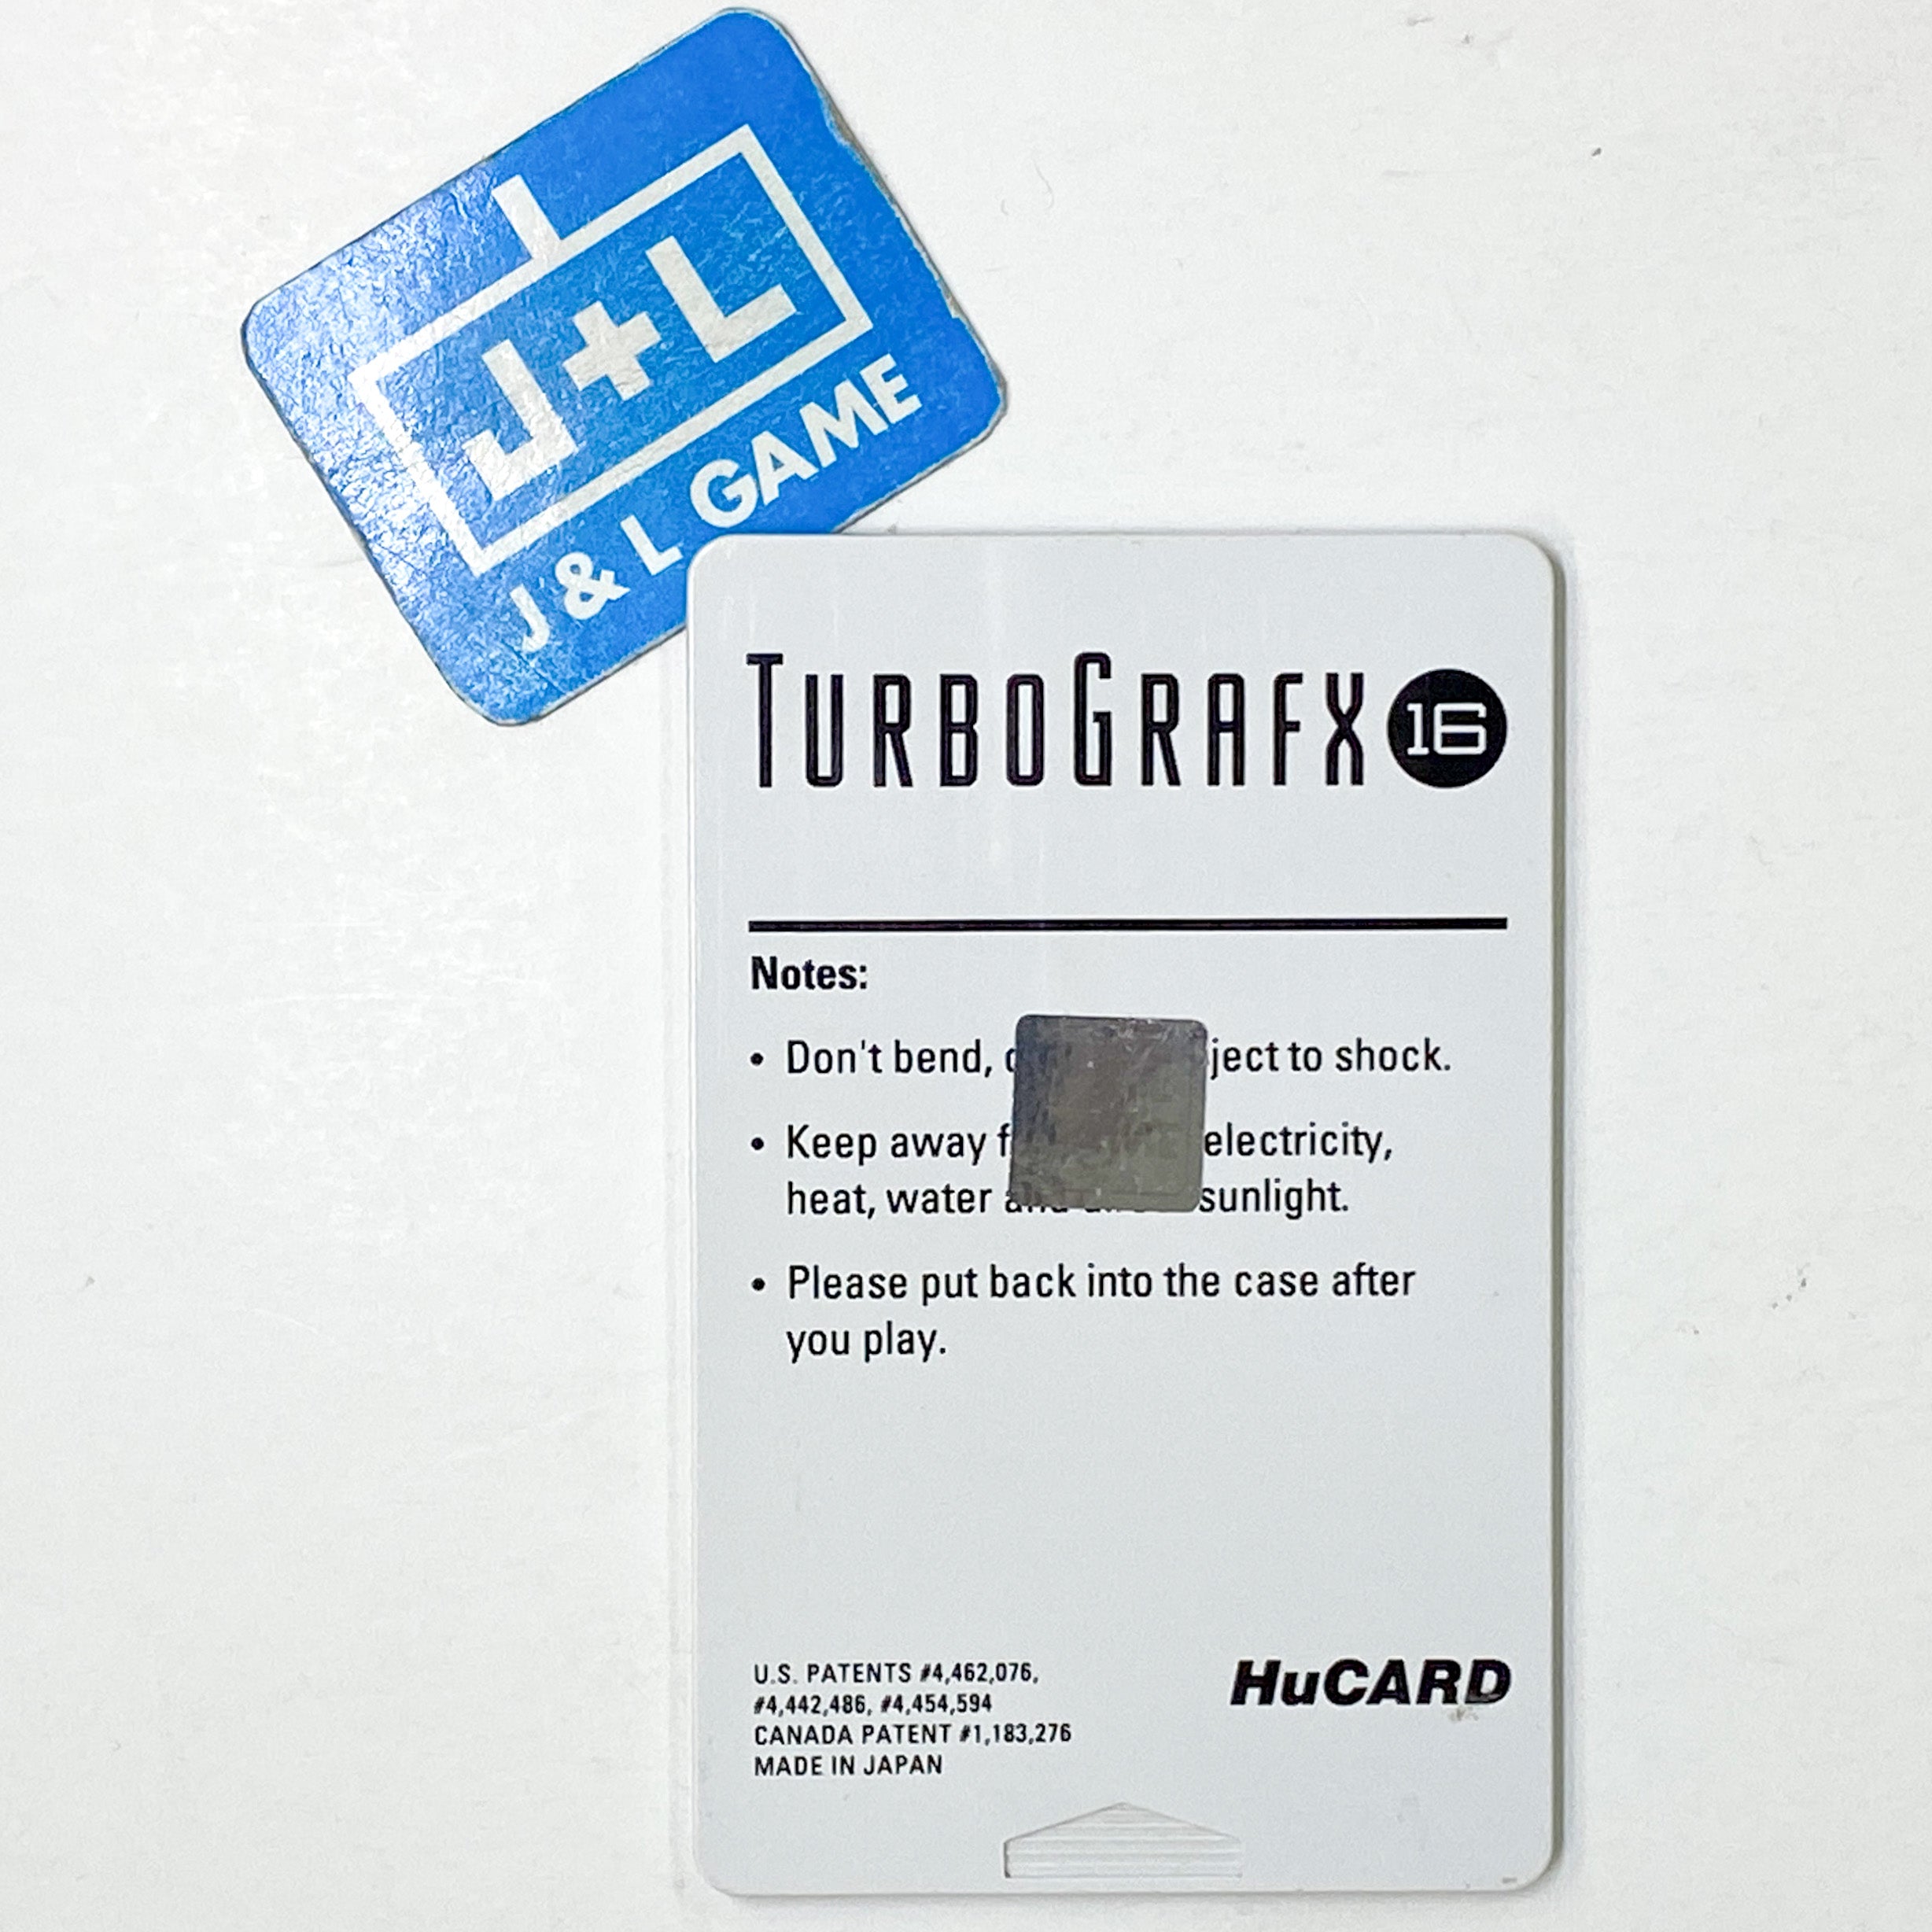 J+L
J & L GAME
TURBOGRAFX 16
Notes:
• Don't bend, ject to shock.
• Keep away electricity,
heat, water and sunlight.
• Please put back into the case after
you play.
U.S. PATENTS #4,462,076,
#4,442,486, #4,454,594
CANADA PATENT #1,183,276
MADE IN JAPAN
HuCARD